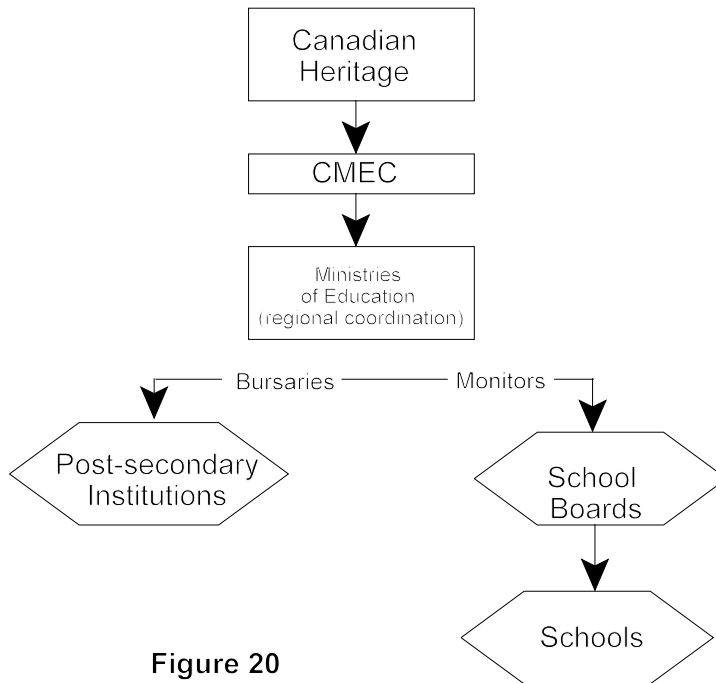 Canadian
Heritage
CMEC
Ministries
of Education
(regional coordination)
Bursaries
Monitors
Post-secondary
Institutions
School
Boards
Schools
Figure 20